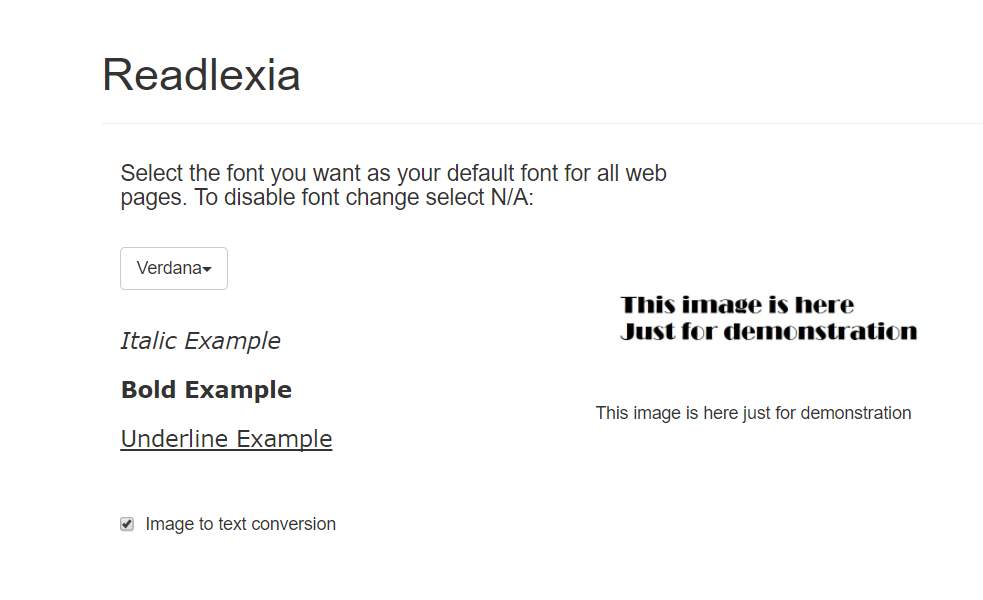 Readlexia
Select the font you want as your default font for all web
pages. To disable font change select N/A:
Verdana
Italic Example
Bold Example
Underline Example
Image to text conversion
This image is here
Just for demonstration
This image is here just for demonstration